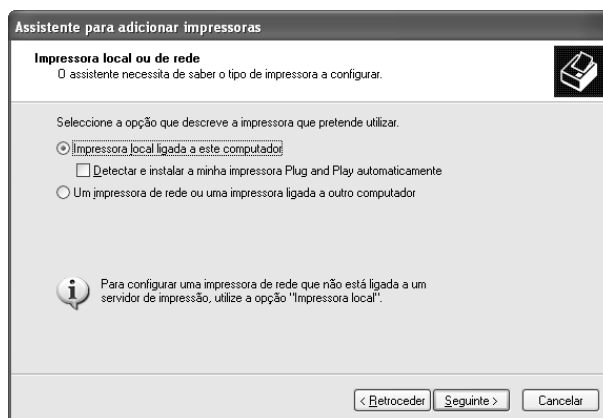 Assistente para adicionar impressoras
Impressora local ou de rede
O assistente necessita de saber o tipo de impressora a configurar.
Seleccione a opção que descreve a impressora que pretende utilizar.
Impressora local ligada a este computador
Detectar e instalar a minha impressora Plug and Play automaticamente
Um impressora de rede ou uma impressora ligada a outro computador
Para configurar uma impressora de rede que não está ligada a um
servidor de impressão, utilize a opção "Impressora local".
< Retroceder Seguinte > Cancelar